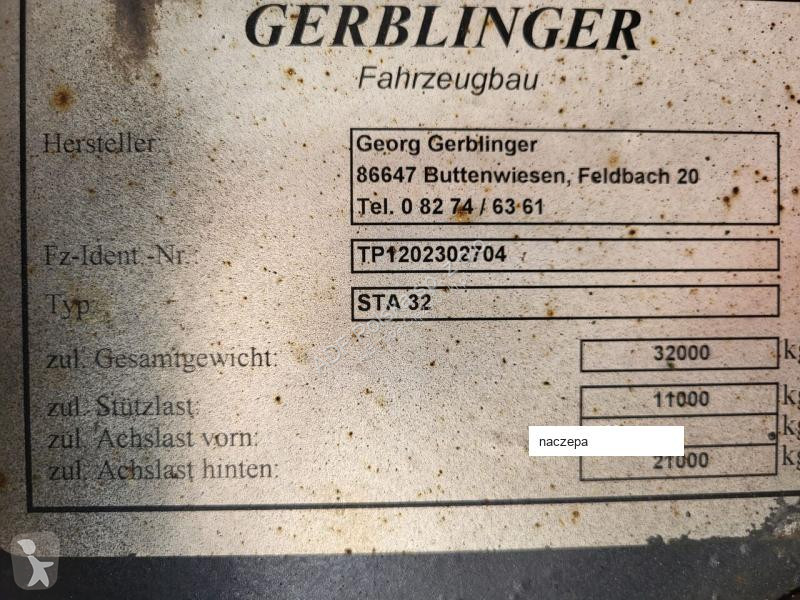 GERBLINGER
Fahrzeugbau
Hersteller: Georg Gerblinger
86647 Buttenwiesen, Feldbach 20
Tel. 0 82 74 / 63 61
Fz-Ident.-Nr.: TP1202302704
Typ: STA 32
zul. Gesamtgewicht: 32000 kg
zul. Stützlast: 11000 kg
zul. Achslast vorn: naczepa kg
zul. Achslast hinten: 21000 kg